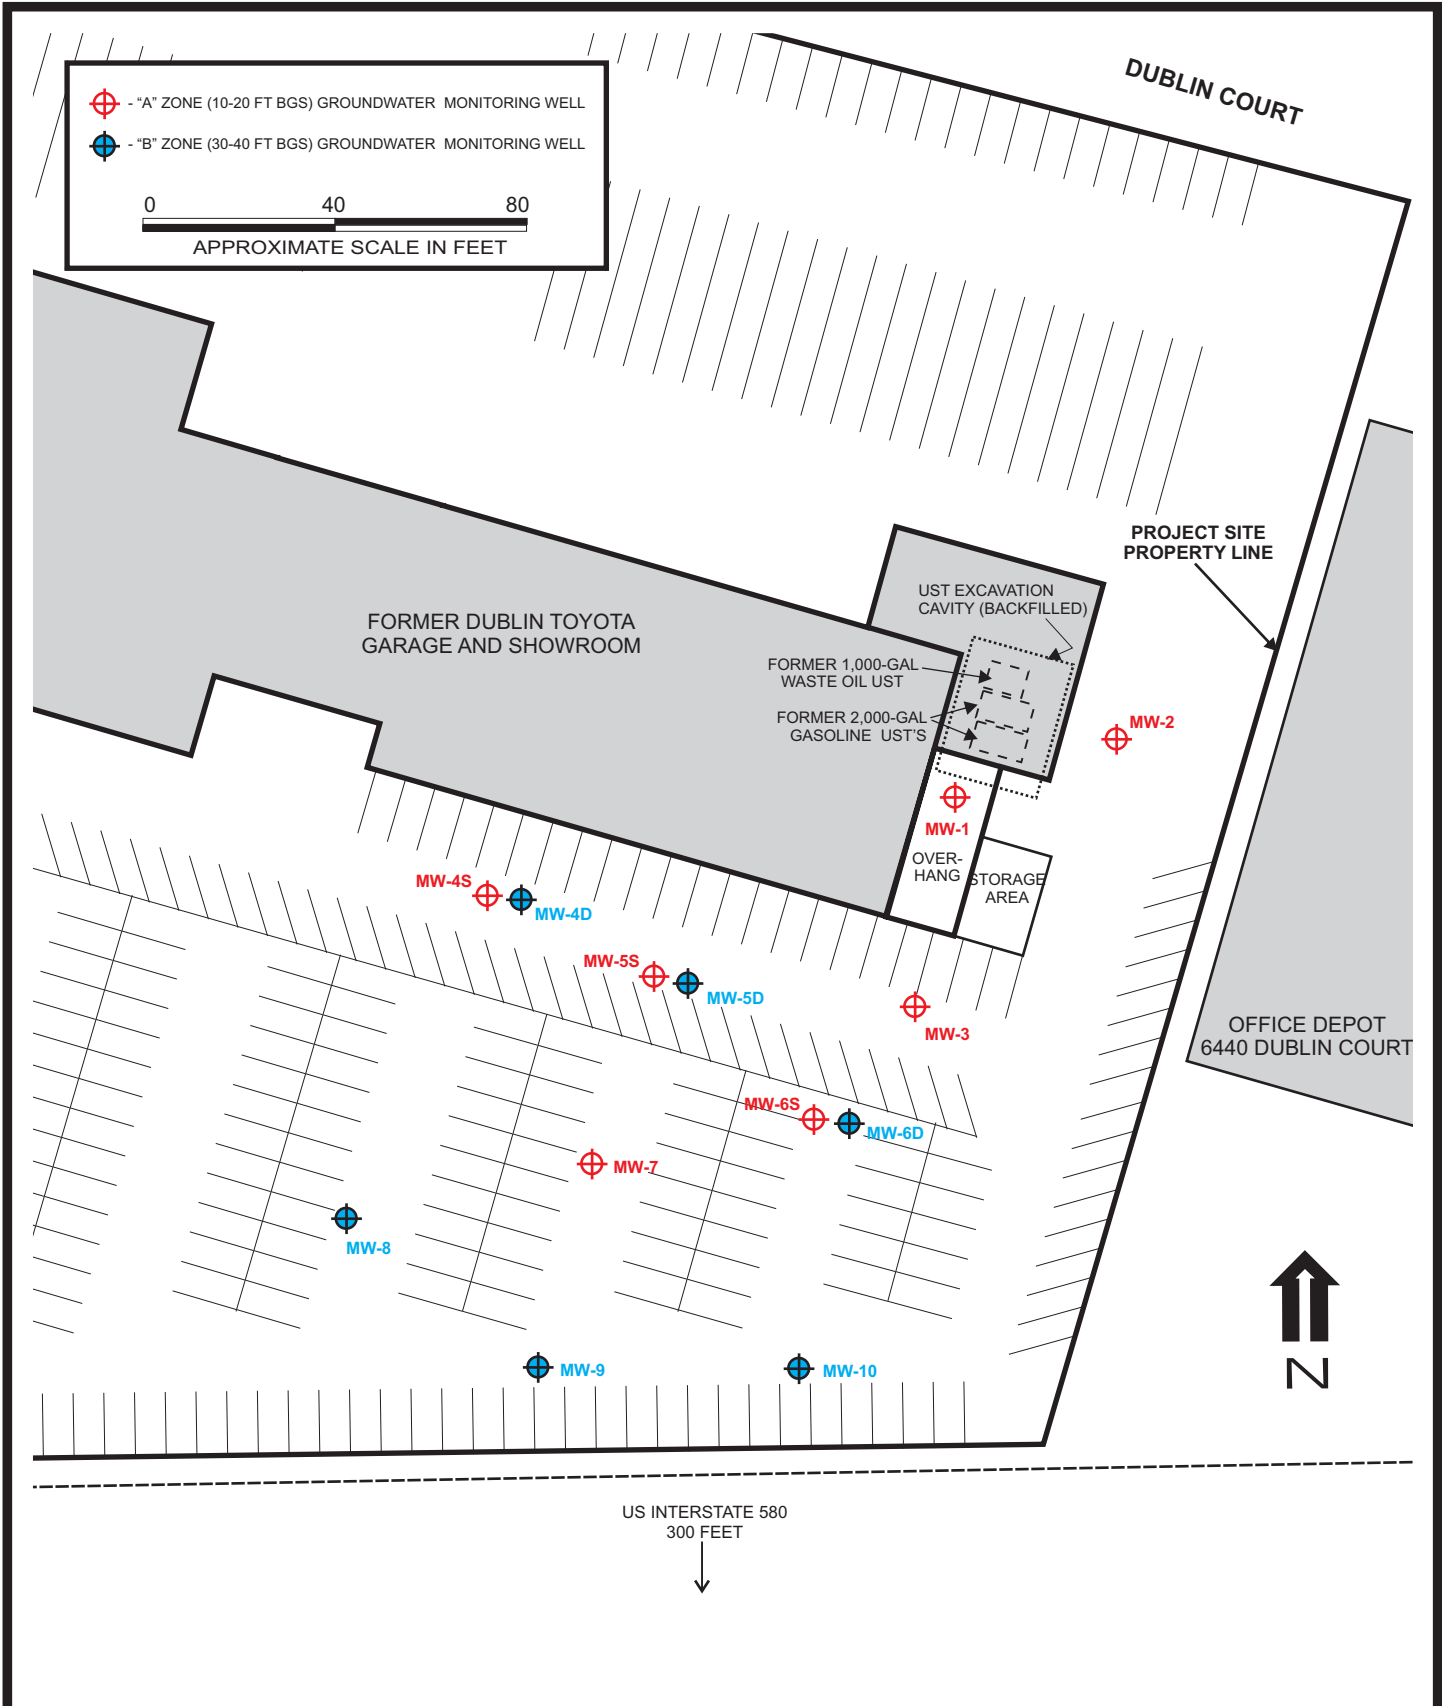 DUBLIN COURT
- “A” ZONE (10-20 FT BGS) GROUNDWATER MONITORING WELL
- “B” ZONE (30-40 FT BGS) GROUNDWATER MONITORING WELL
0 40 80
APPROXIMATE SCALE IN FEET
PROJECT SITE
PROPERTY LINE
UST EXCAVATION
CAVITY (BACKFILLED)
FORMER DUBLIN TOYOTA
GARAGE AND SHOWROOM
FORMER 1,000-GAL
WASTE OIL UST
FORMER 2,000-GAL
GASOLINE UST'S
MW-2
MW-1
OVER-
HANG
STORAGE
AREA
MW-4S
MW-4D
MW-5S
MW-5D
MW-3
OFFICE DEPOT
6440 DUBLIN COURT
MW-6S
MW-6D
MW-7
MW-8
MW-9
MW-10
N
US INTERSTATE 580
300 FEET